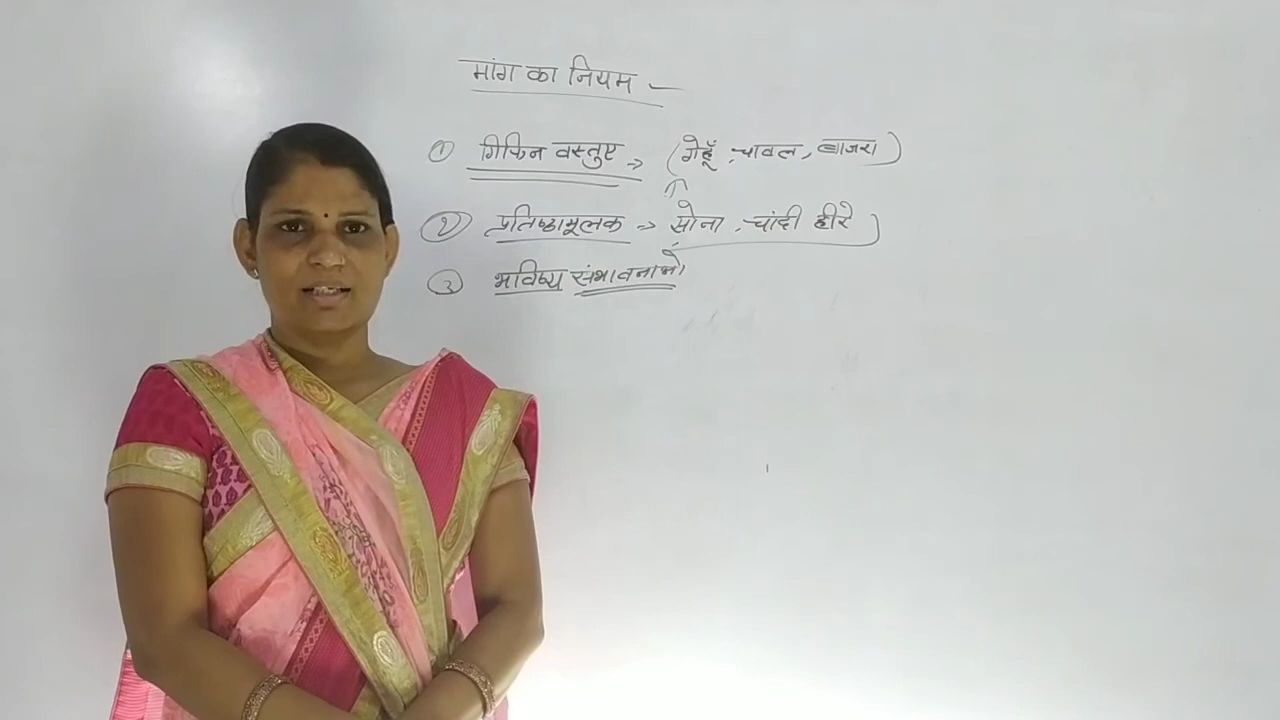 मांग का नियम –
① गिफिन वस्तुए → (गेहूँ, चावल, बाजरा)
② प्रतिष्ठामूलक → सोना, चांदी हीरे)
③ भविष्य संभावनाओ